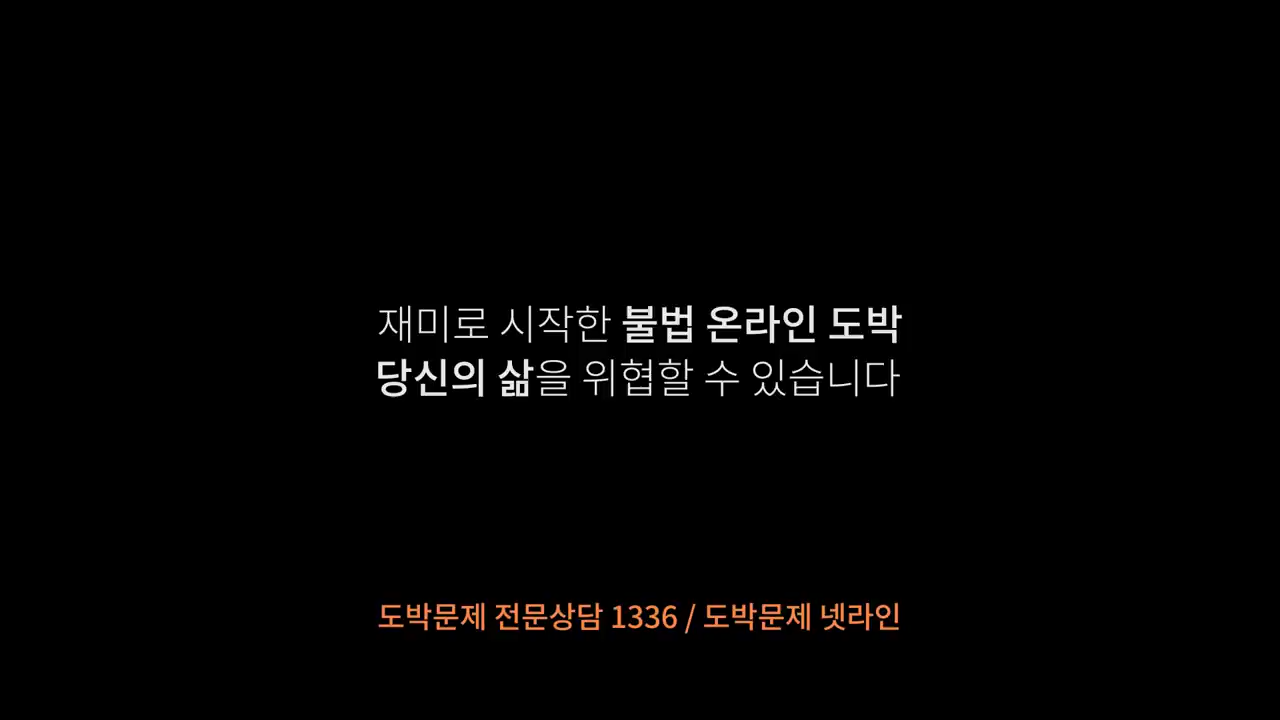 재미로 시작한 불법 온라인 도박
당신의 삶을 위협할 수 있습니다
도박문제 전문상담 1336 / 도박문제 넷라인